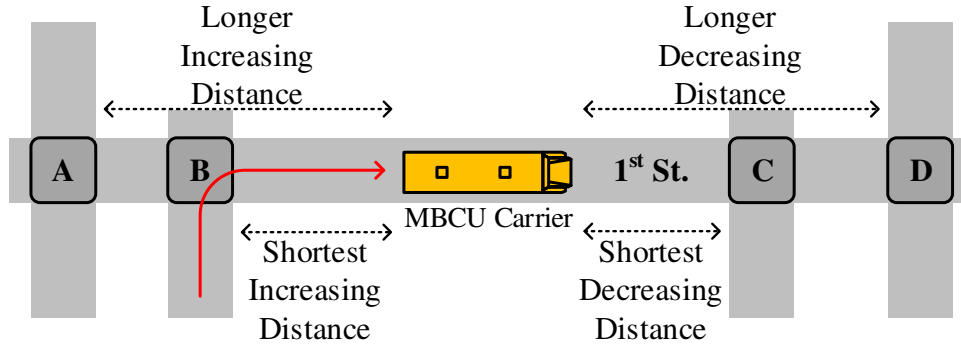 Longer
Increasing
Distance
Longer
Decreasing
Distance
A
B
1st St.
C
D
MBCU Carrier
Shortest
Increasing
Distance
Shortest
Decreasing
Distance